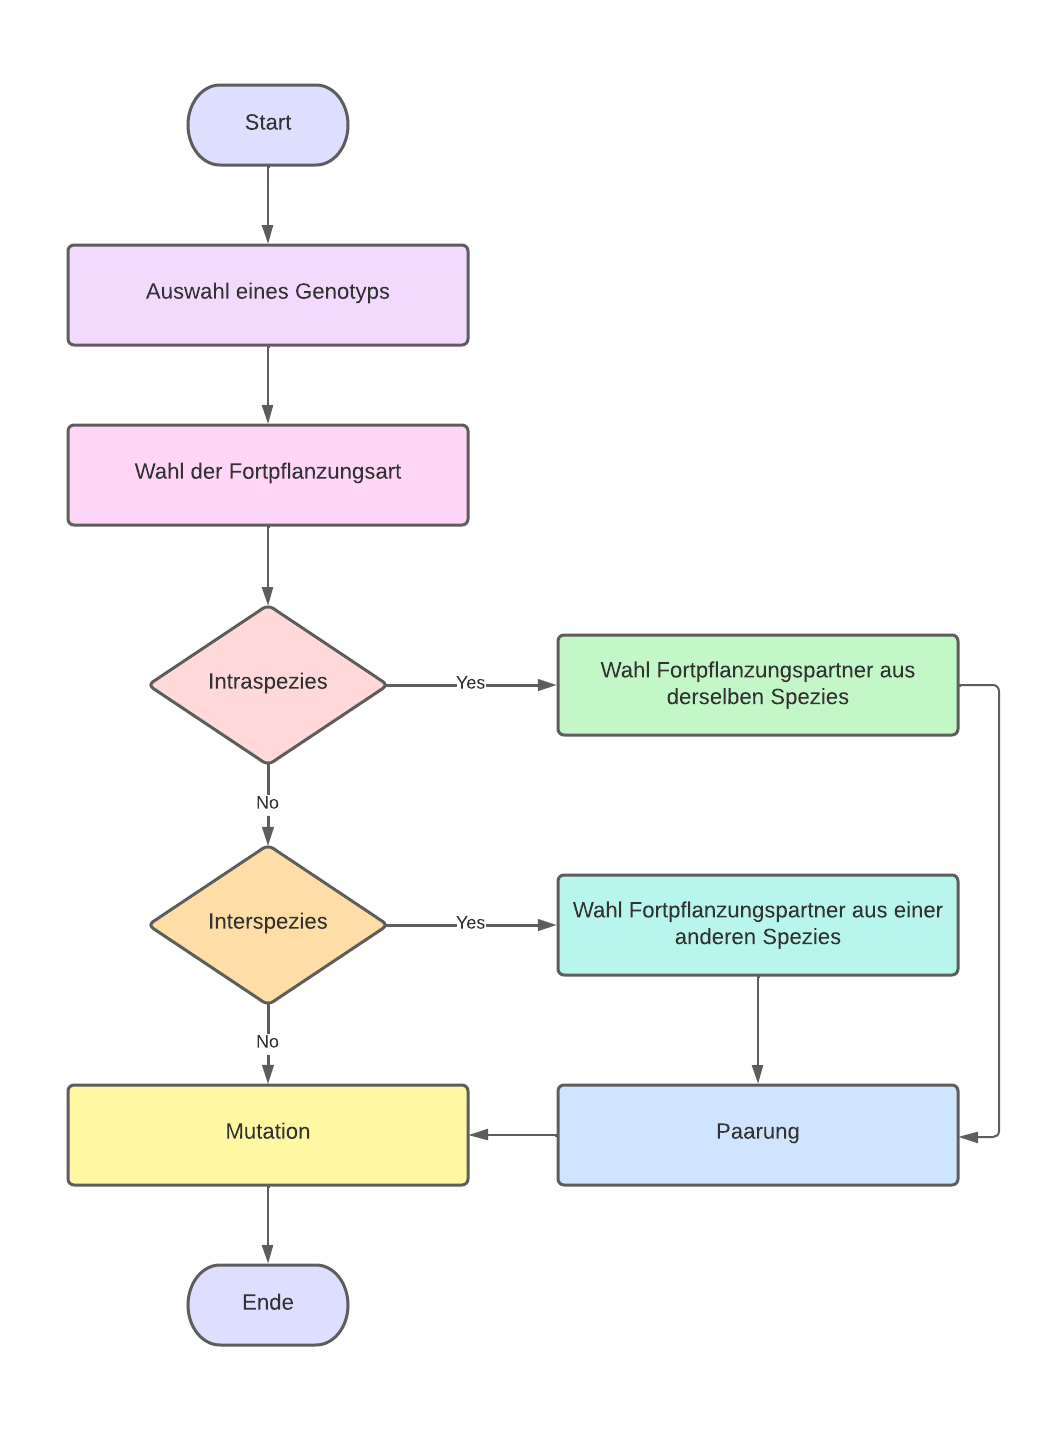 Start
Auswahl eines Genotyps
Wahl der Fortpflanzungsart
Intraspezies
Yes
Wahl Fortpflanzungspartner aus
derselben Spezies
No
Interspezies
Yes
Wahl Fortpflanzungspartner aus einer
anderen Spezies
No
Mutation
Paarung
Ende